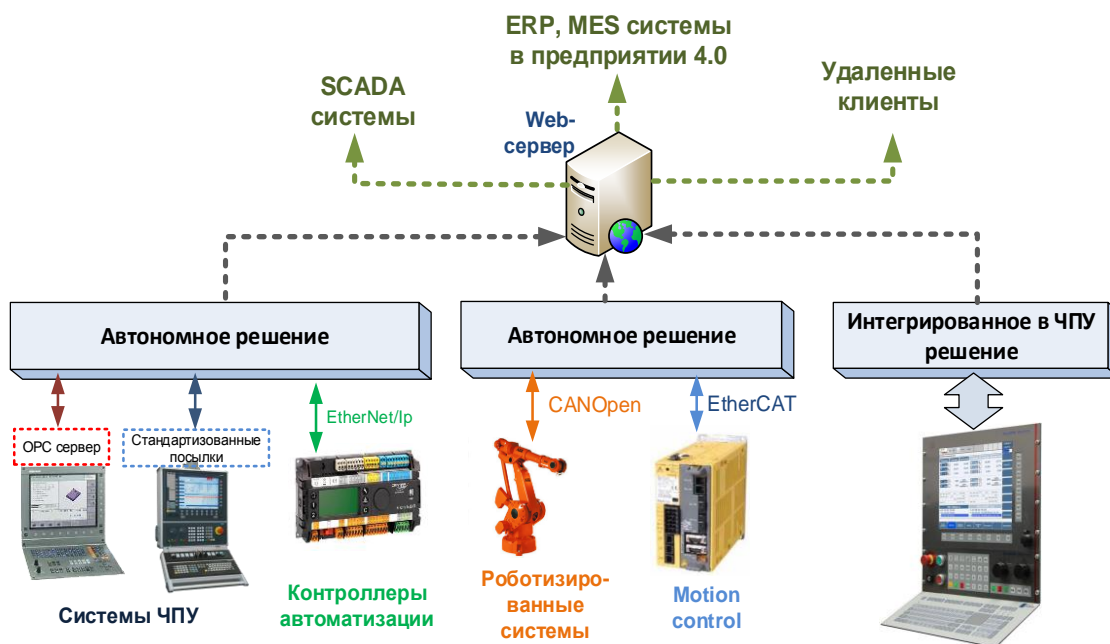 ERP, MES системы
в предприятии 4.0
SCADA
системы
Удаленные
клиенты
Web-
сервер
Автономное решение
Автономное решение
Интегрированное в ЧПУ
решение
EtherNet/Ip
CANOpen
EtherCAT
OPC сервер
Стандартизованные
посылки
Системы ЧПУ
Контроллеры
автоматизации
Роботизиро-
ванные
системы
Motion
control